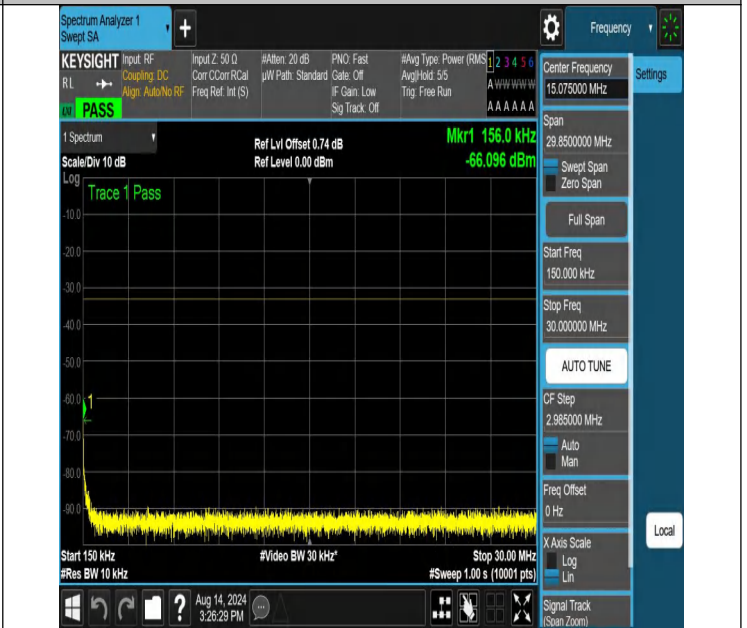 Spectrum Analyzer 1
Swept SA
+
Frequency
KEYSIGHT
RL
PASS
Input: RF
Coupling: DC
Align: Auto/No RF
Input Z: 50 Ω
Corr CCorr RCal
Freq Ref: Int (S)
#Atten: 20 dB
µW Path: Standard
PNO: Fast
Gate: Off
IF Gain: Low
Sig Track: Off
#Avg Type: Power (RMS
Avg|Hold: 5/5
Trig: Free Run
1 2 3 4 5 6
A W W W W W
A A A A A A
1 Spectrum
Scale/Div 10 dB
Ref Lvl Offset 0.74 dB
Ref Level 0.00 dBm
Mkr1 156.0 kHz
-66.096 dBm
Log
Trace 1 Pass
-10.0
-20.0
-30.0
-40.0
-50.0
-60.0
1
-70.0
-80.0
-90.0
Start 150 kHz
#Res BW 10 kHz
#Video BW 30 kHz*
Stop 30.00 MHz
#Sweep 1.00 s (10001 pts)
Aug 14, 2024
3:26:29 PM
Center Frequency
15.075000 MHz
Settings
Span
29.8500000 MHz
Swept Span
Zero Span
Full Span
Start Freq
150.000 kHz
Stop Freq
30.000000 MHz
AUTO TUNE
CF Step
2.985000 MHz
Auto
Man
Freq Offset
0 Hz
X Axis Scale
Log
Lin
Local
Signal Track
(Span Zoom)